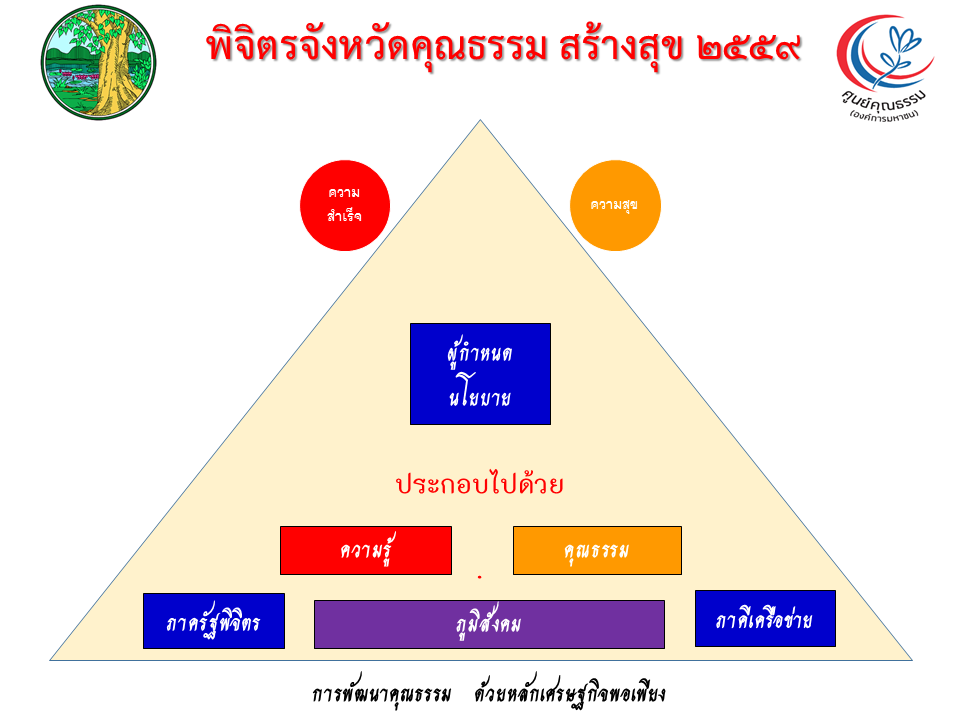 พิจิตรจังหวัดคุณธรรม สร้างสุข ๒๕๕๙
ศูนย์คุณธรรม
(องค์การมหาชน)
ความ
สำเร็จ
ความสุข
ผู้กำหนด
นโยบาย
ประกอบไปด้วย
ความรู้
คุณธรรม
.
ภาครัฐพิจิตร
ภูมิสังคม
ภาคีเครือข่าย
การพัฒนาคุณธรรม ด้วยหลักเศรษฐกิจพอเพียง